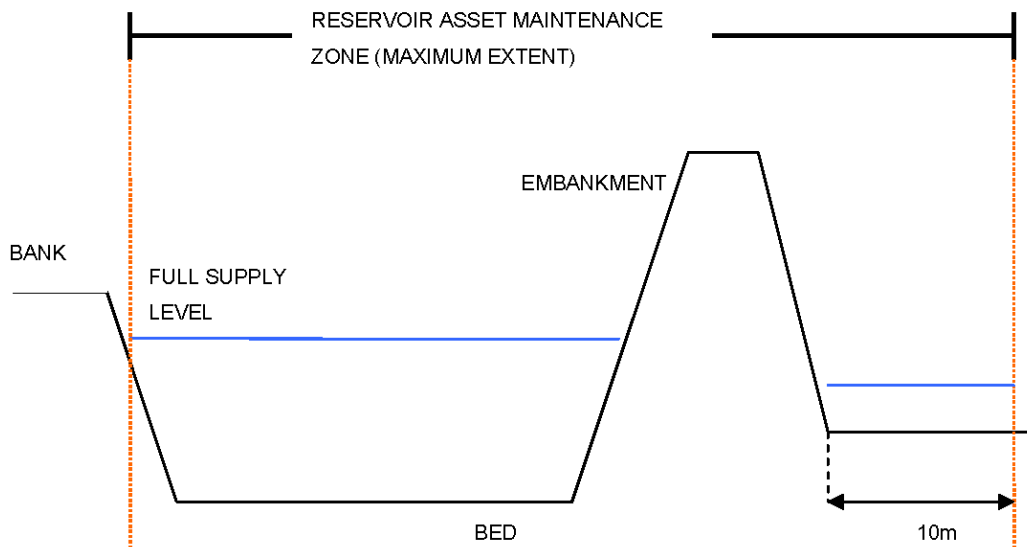 RESERVOIR ASSET MAINTENANCE
ZONE (MAXIMUM EXTENT)
EMBANKMENT
BANK
FULL SUPPLY
LEVEL
BED
10m